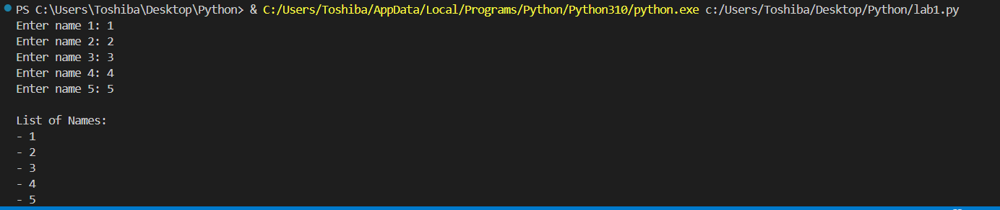 PS C:\Users\Toshiba\Desktop\Python> & C:/Users/Toshiba/AppData/Local/Programs/Python/Python310/python.exe c:/Users/Toshiba/Desktop/Python/lab1.py
Enter name 1: 1
Enter name 2: 2
Enter name 3: 3
Enter name 4: 4
Enter name 5: 5
List of Names:
- 1
- 2
- 3
- 4
- 5